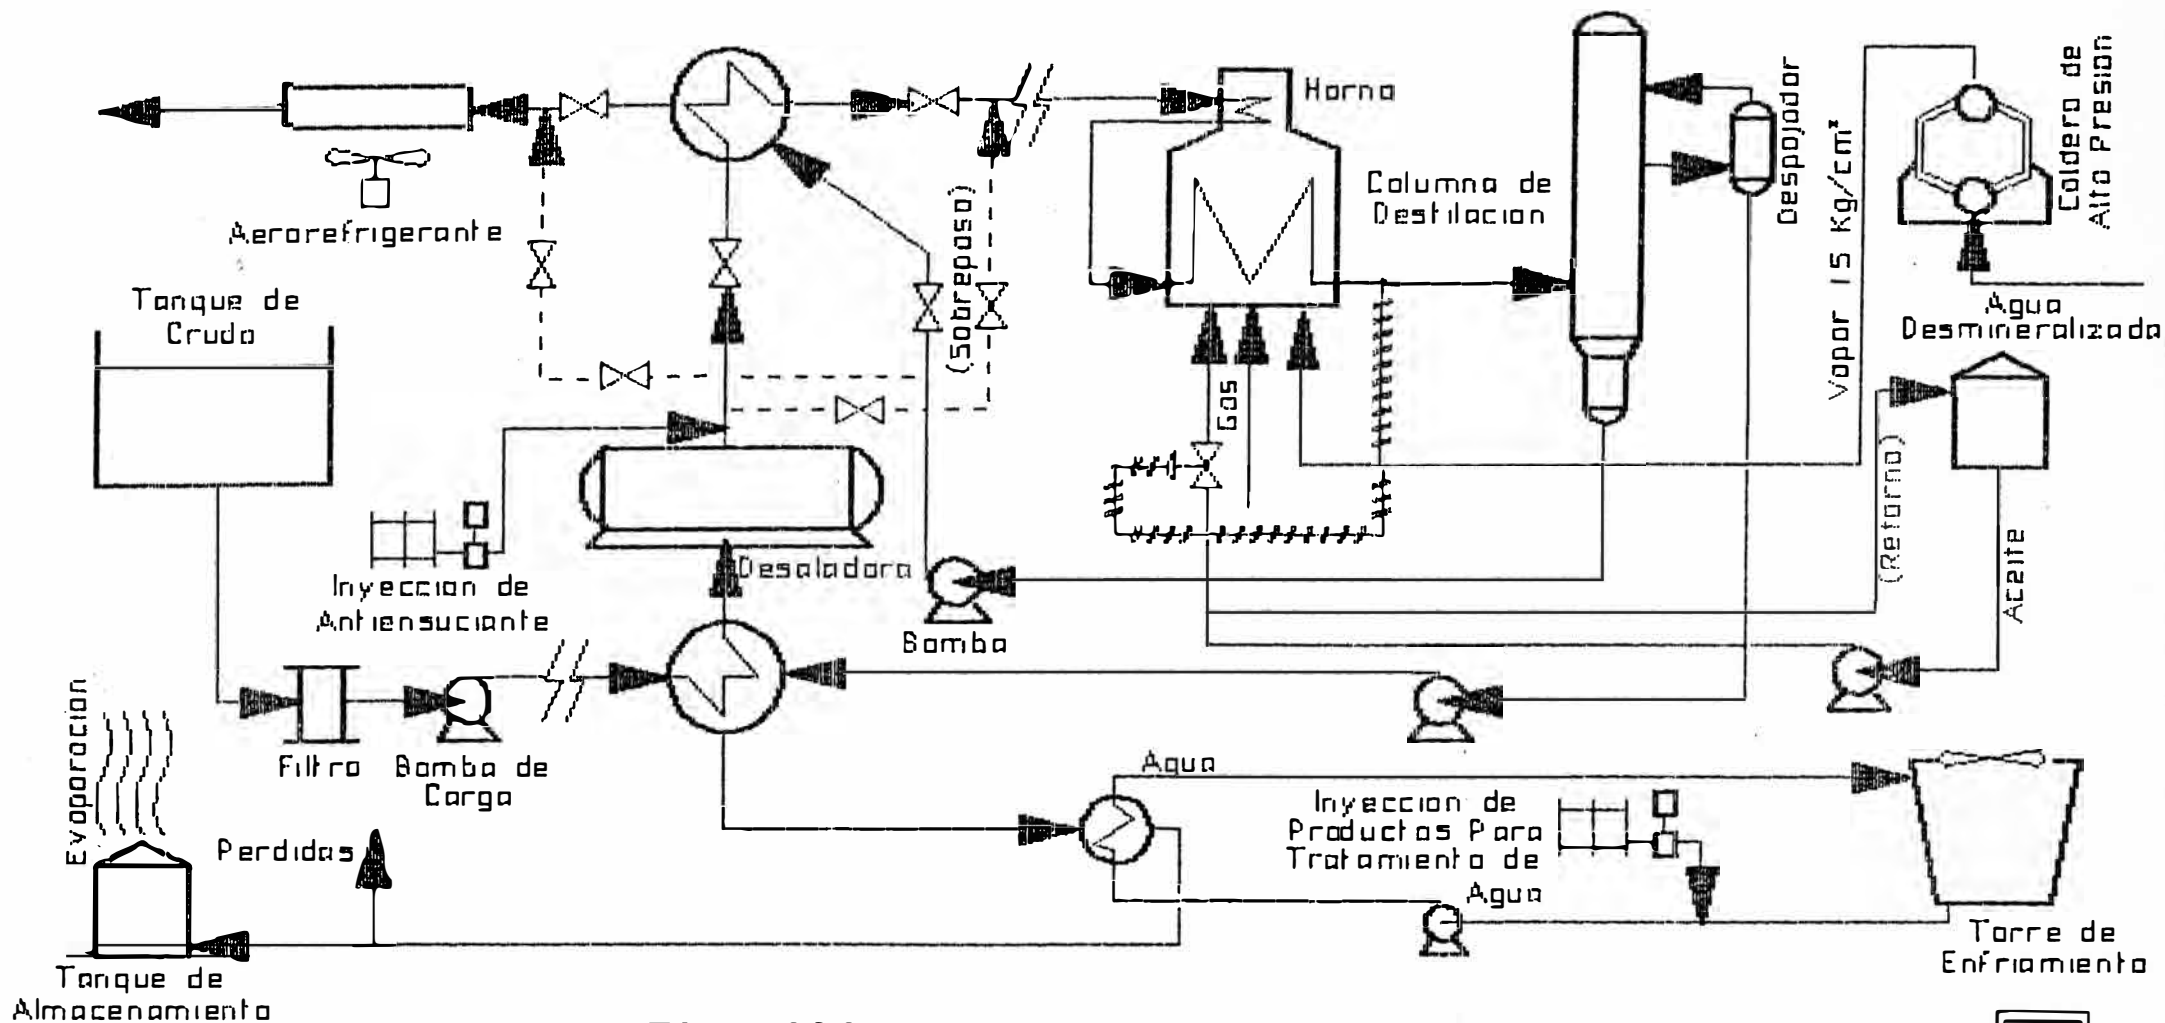 Horno
Columna de
Destilacion
Despojador
Vapor 15 Kg/cm²
Caldera de
Alta Presion
Agua
Desmineralizada
Aerorefrigerante
(Sobreposo)
Tanque de
Crudo
Gas
(Retorno)
Aceite
Desaladora
Inyeccion de
Antiensuciante
Bomba
Filtro
Bomba de
Carga
Evaporacion
Perdidas
Agua
Inyeccion de
Productos Para
Tratamiento de
Agua
Torre de
Enfriamiento
Tanque de
Almacenamiento